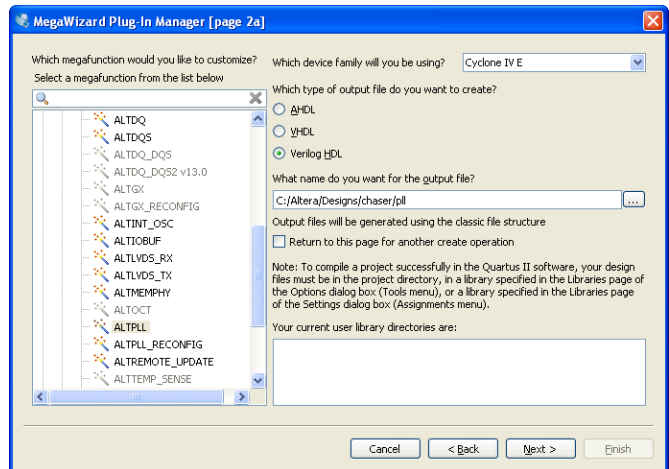 MegaWizard Plug-In Manager [page 2a]
Which megafunction would you like to customize?
Select a megafunction from the list below
ALTDQ
ALTDQS
ALTDQ_DQS
ALTDQ_DQS2 v13.0
ALTGX
ALTGX_RECONFIG
ALTINT_OSC
ALTIOBUF
ALTLVDS_RX
ALTLVDS_TX
ALTMEMPHY
ALTOCT
ALTPLL
ALTPLL_RECONFIG
ALTREMOTE_UPDATE
ALTTEMP_SENSE
Which device family will you be using?
Cyclone IV E
Which type of output file do you want to create?
AHDL
VHDL
Verilog HDL
What name do you want for the output file?
C:/Altera/Designs/chaser/pll
...
Output files will be generated using the classic file structure
Return to this page for another create operation
Note: To compile a project successfully in the Quartus II software, your design
files must be in the project directory, in a library specified in the Libraries page of
the Options dialog box (Tools menu), or a library specified in the Libraries page
of the Settings dialog box (Assignments menu).
Your current user library directories are:
Cancel
< Back
Next >
Finish